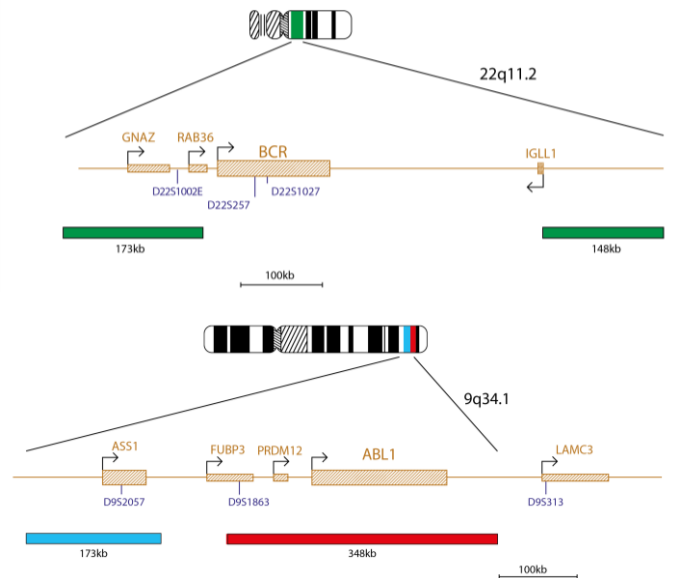 22q11.2
GNAZ RAB36 BCR IGLL1
D22S1002E D22S1027
D22S257
173kb 148kb
100kb
9q34.1
ASS1 FUBP3 PRDM12 ABL1 LAMC3
D9S2057 D9S1863 D9S313
173kb 348kb
100kb